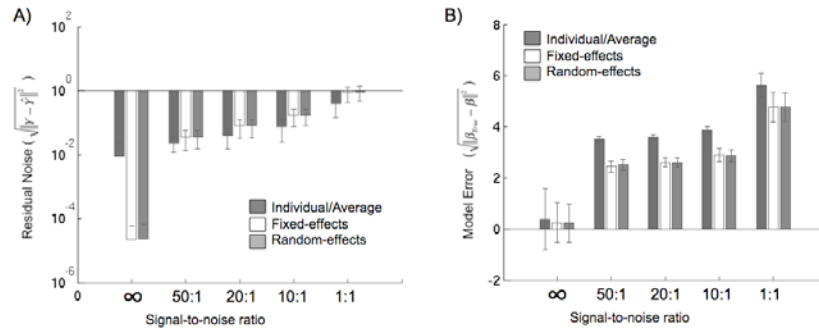 A)
10 2
10 0
10 -2
10 -4
10 -6
Residual Noise ( √‖Y − Ŷ‖² )
Individual/Average
Fixed-effects
Random-effects
0 ∞ 50:1 20:1 10:1 1:1
Signal-to-noise ratio
B)
8
6
4
2
0
-2
Model Error ( √‖β_True − β‖² )
Individual/Average
Fixed-effects
Random-effects
∞ 50:1 20:1 10:1 1:1
Signal-to-noise ratio